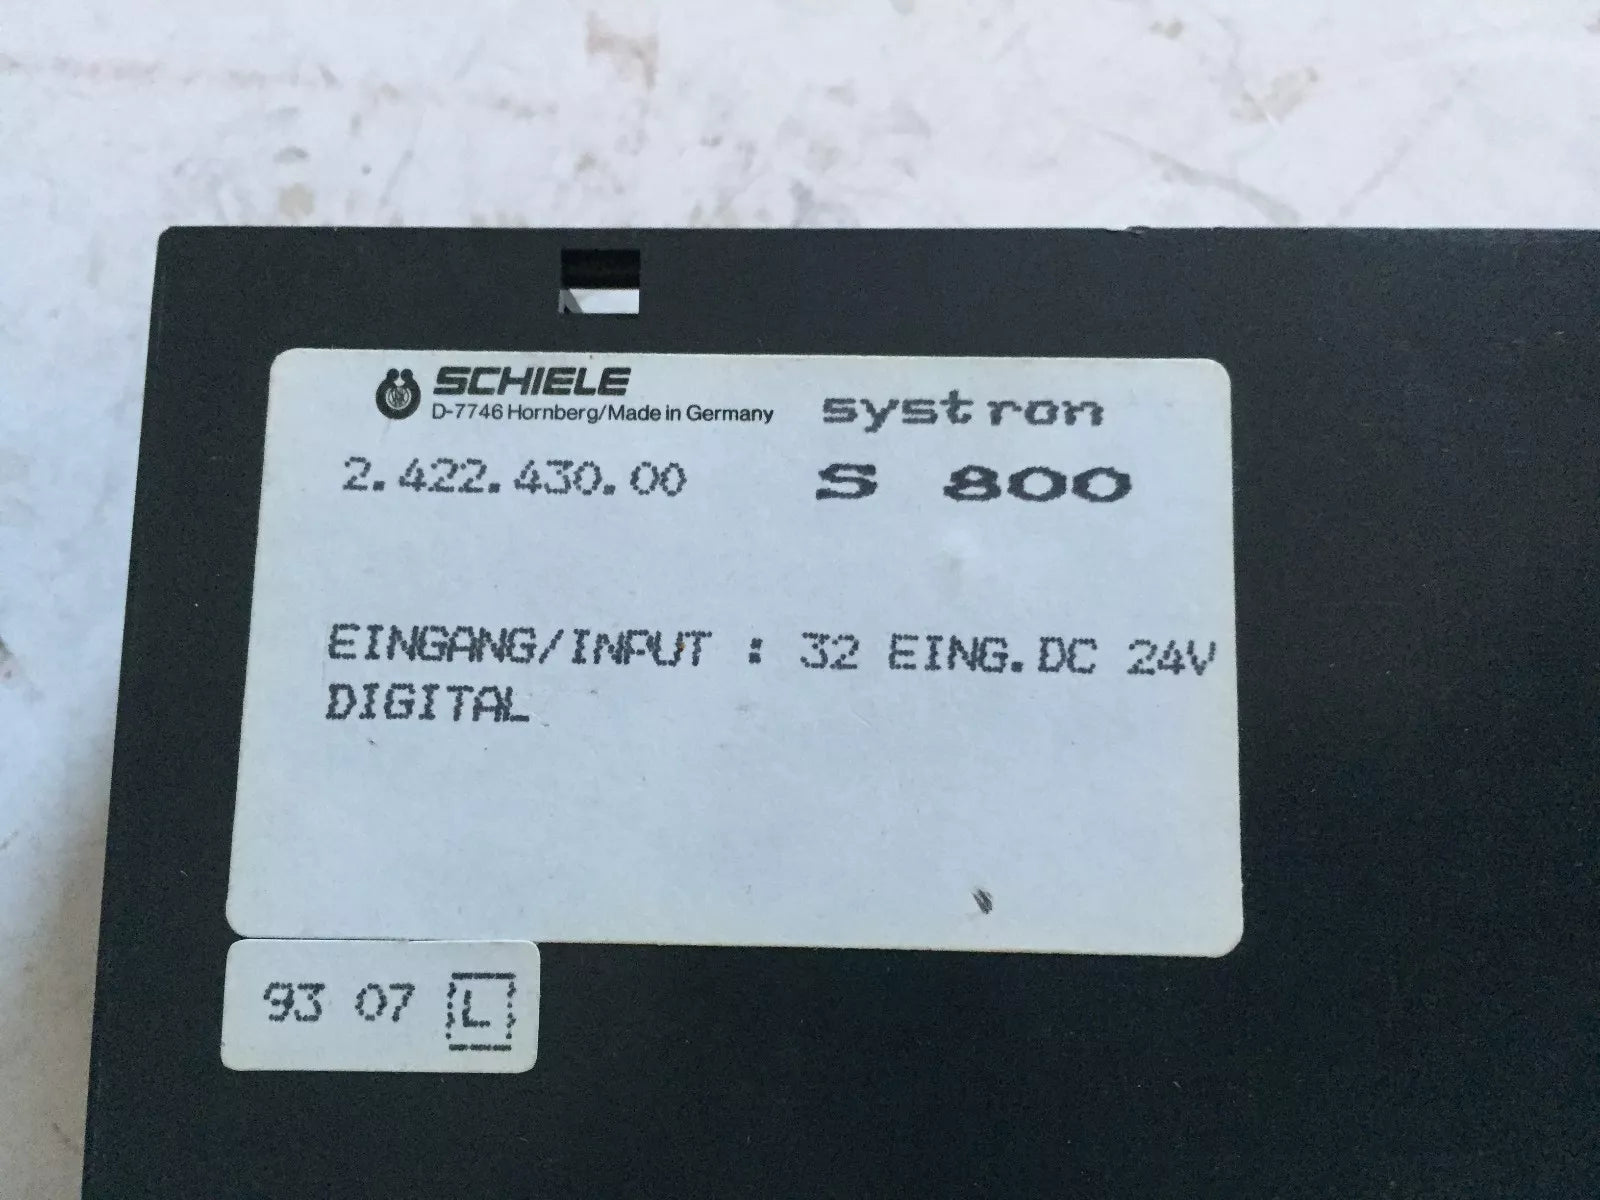 SCHIELE
D-7746 Hornberg/Made in Germany
systron
2.422.430.00
S 800
EINGANG/INPUT : 32 EING.DC 24V
DIGITAL
93 07 L